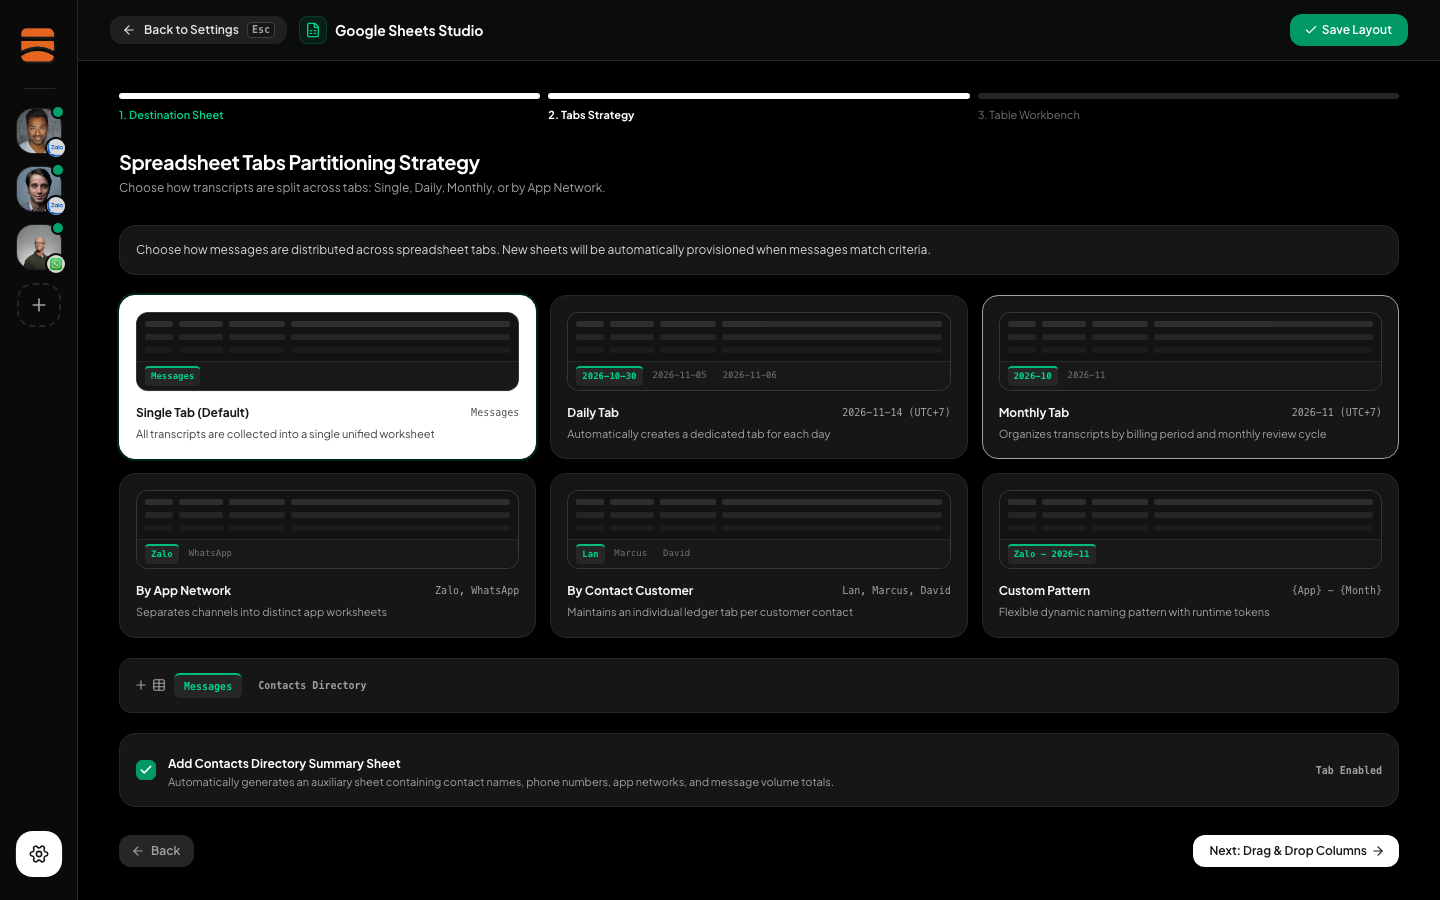 Back to Settings Esc
Google Sheets Studio
Save Layout
1. Destination Sheet
2. Tabs Strategy
3. Table Workbench
Spreadsheet Tabs Partitioning Strategy
Choose how transcripts are split across tabs: Single, Daily, Monthly, or by App Network.
Choose how messages are distributed across spreadsheet tabs. New sheets will be automatically provisioned when messages match criteria.
Messages
Single Tab (Default) Messages
All transcripts are collected into a single unified worksheet
2026-10-30 2026-11-05 2026-11-06
Daily Tab 2026-11-14 (UTC+7)
Automatically creates a dedicated tab for each day
2026-10 2026-11
Monthly Tab 2026-11 (UTC+7)
Organizes transcripts by billing period and monthly review cycle
Zalo WhatsApp
By App Network Zalo, WhatsApp
Separates channels into distinct app worksheets
Lan Marcus David
By Contact Customer Lan, Marcus, David
Maintains an individual ledger tab per customer contact
Zalo - 2026-11
Custom Pattern {App} - {Month}
Flexible dynamic naming pattern with runtime tokens
Messages Contacts Directory
Add Contacts Directory Summary Sheet
Automatically generates an auxiliary sheet containing contact names, phone numbers, app networks, and message volume totals.
Tab Enabled
Back
Next: Drag & Drop Columns
Zalo
Zalo